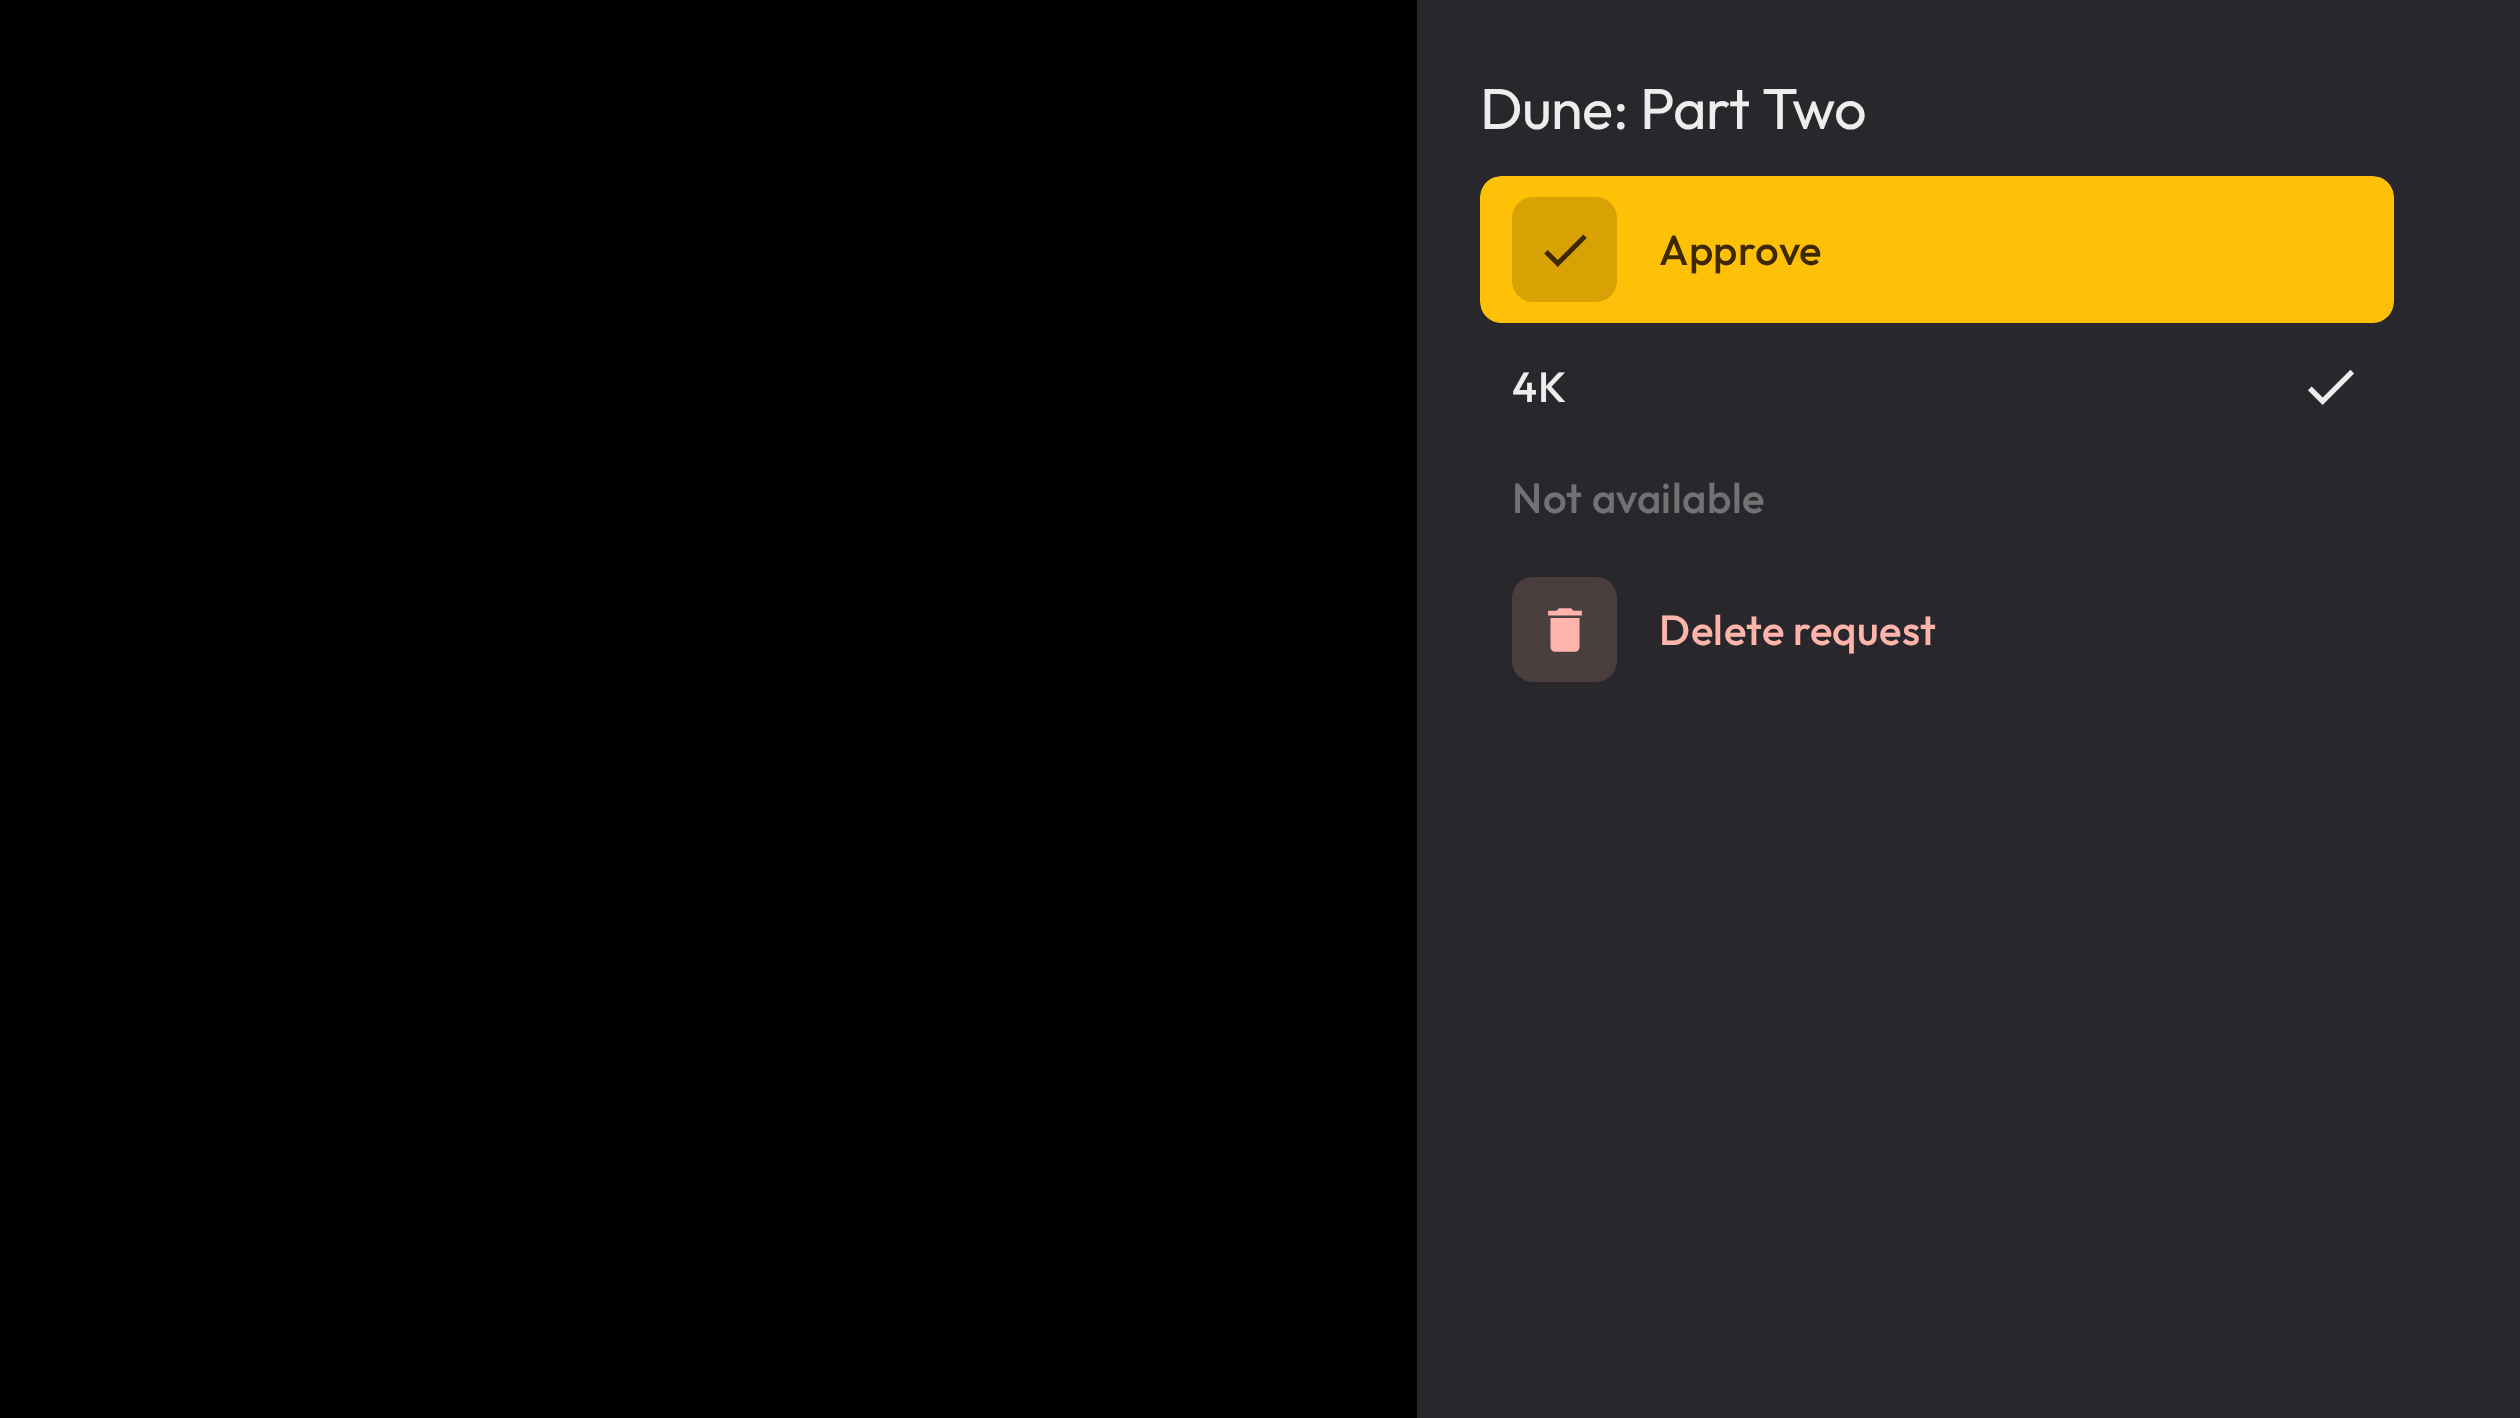 Dune: Part Two
Approve
4K
Not available
Delete request